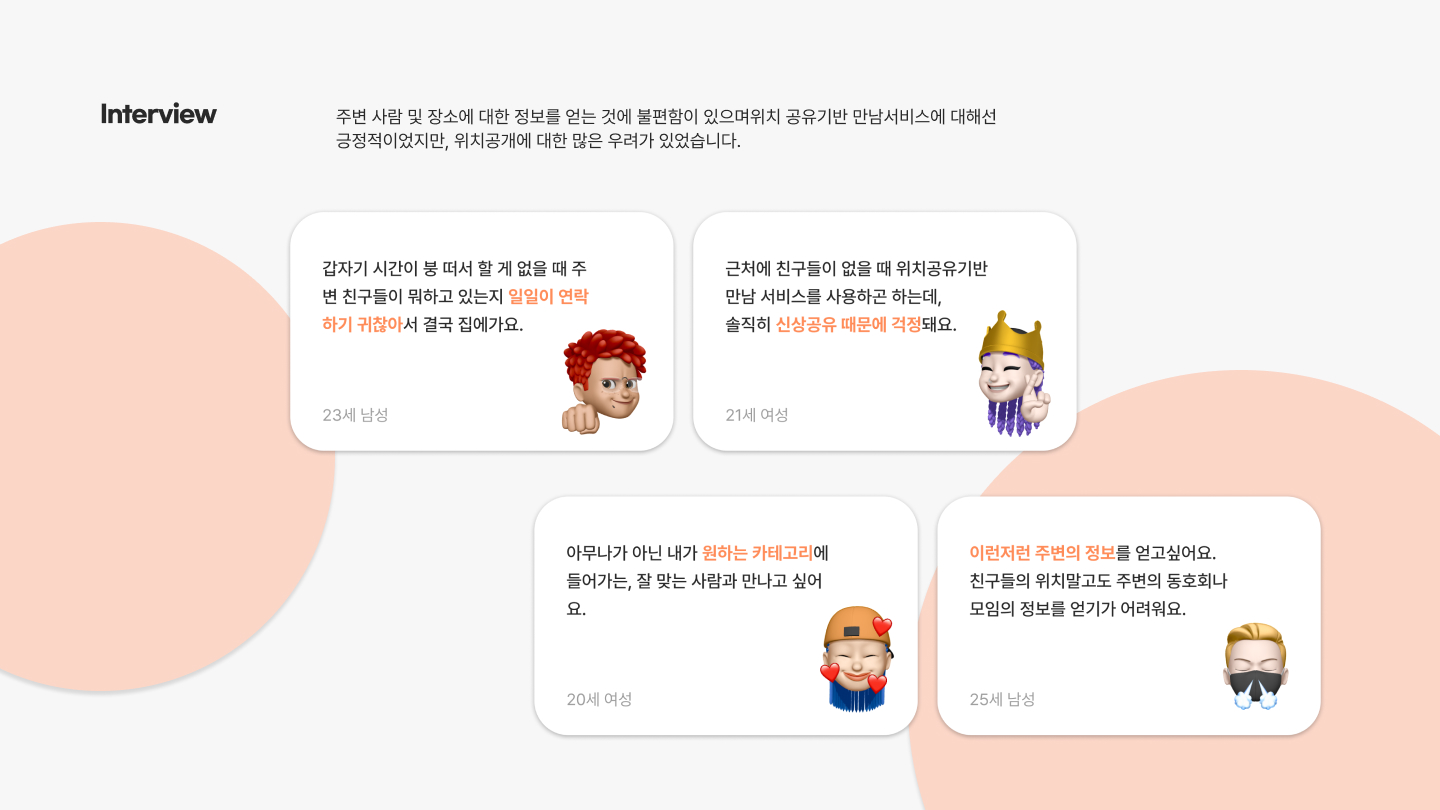 Interview
주변 사람 및 장소에 대한 정보를 얻는 것에 불편함이 있으며위치 공유기반 만남서비스에 대해선
긍정적이었지만, 위치공개에 대한 많은 우려가 있었습니다.
갑자기 시간이 붕 떠서 할 게 없을 때 주
변 친구들이 뭐하고 있는지 일일이 연락
하기 귀찮아서 결국 집에가요.
23세 남성
근처에 친구들이 없을 때 위치공유기반
만남 서비스를 사용하곤 하는데,
솔직히 신상공유 때문에 걱정돼요.
21세 여성
아무나가 아닌 내가 원하는 카테고리에
들어가는, 잘 맞는 사람과 만나고 싶어
요.
20세 여성
이런저런 주변의 정보를 얻고싶어요.
친구들의 위치말고도 주변의 동호회나
모임의 정보를 얻기가 어려워요.
25세 남성